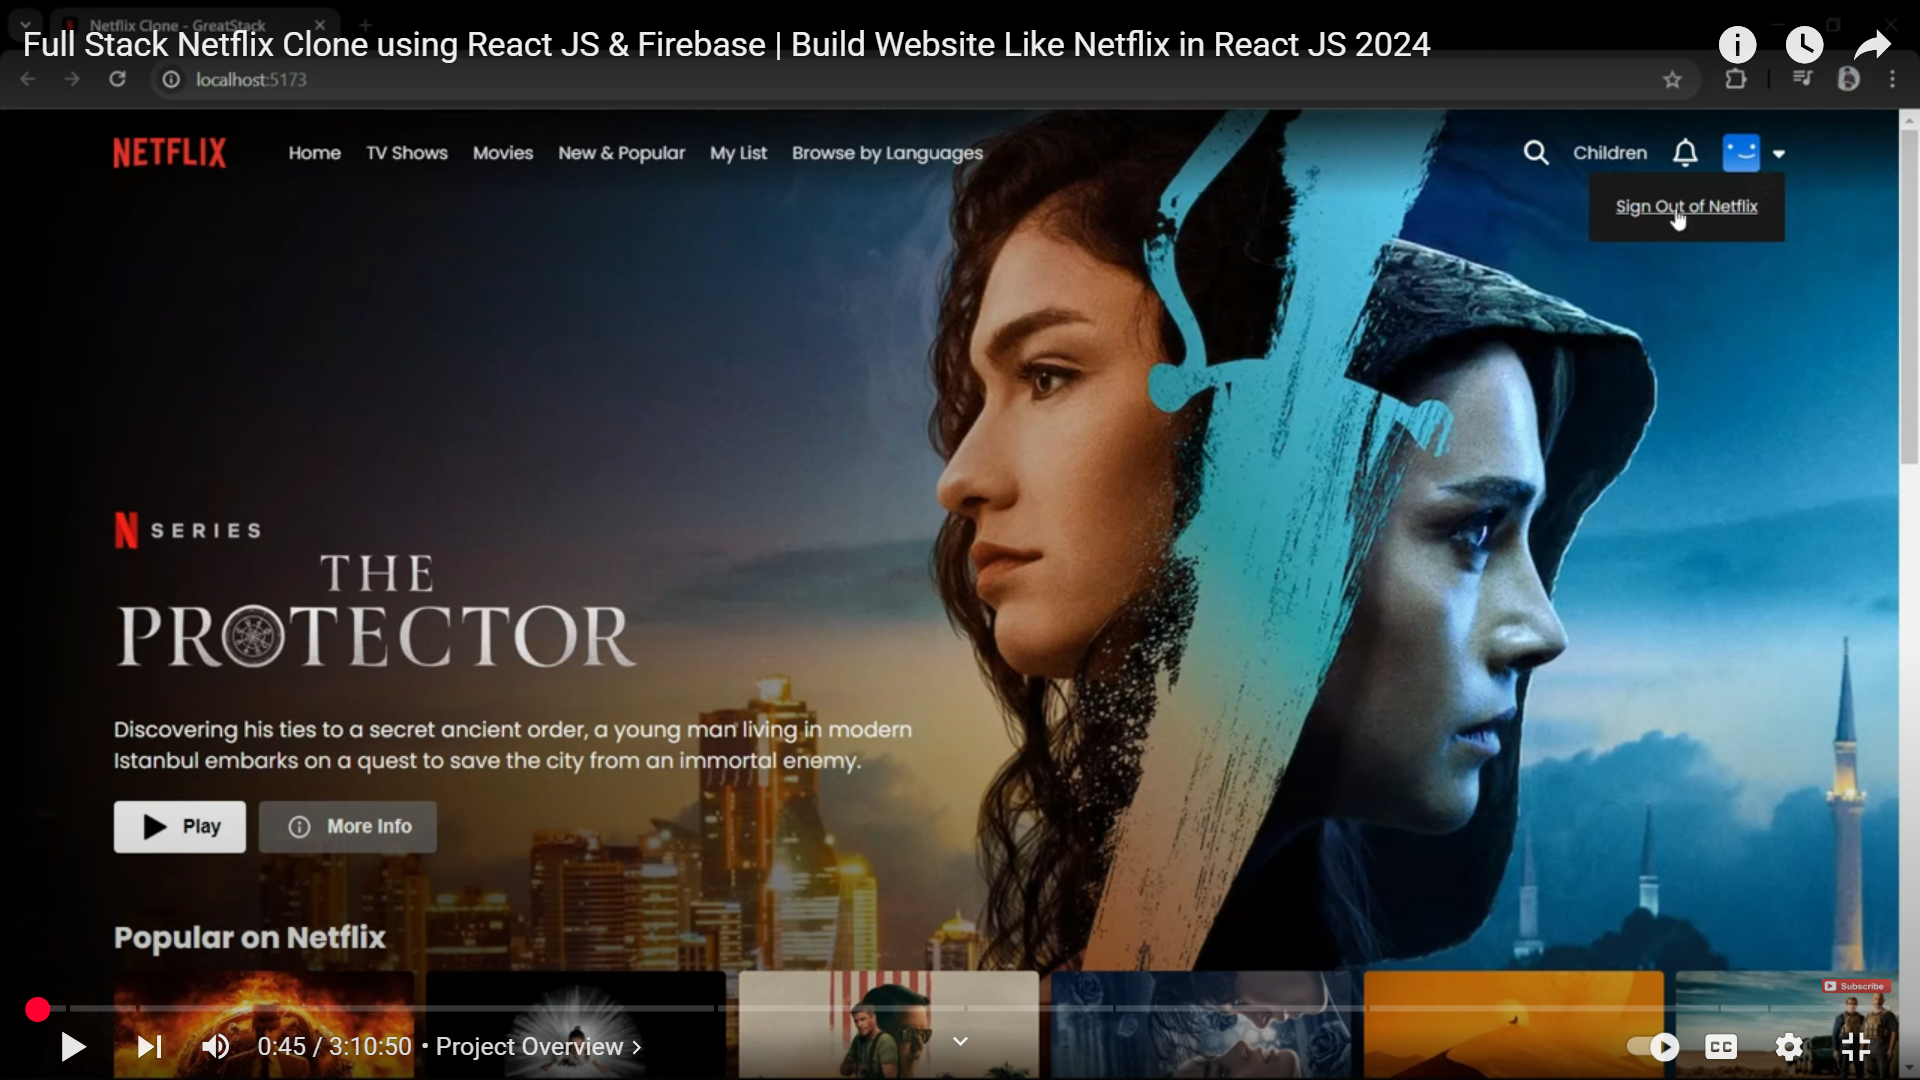 Netflix Clone - GreatStack
Full Stack Netflix Clone using React JS & Firebase | Build Website Like Netflix in React JS 2024
localhost:5173
NETFLIX
Home TV Shows Movies New & Popular My List Browse by Languages
Children
Sign Out of Netflix
N SERIES
THE
PROTECTOR
Discovering his ties to a secret ancient order, a young man living in modern
Istanbul embarks on a quest to save the city from an immortal enemy.
Play More Info
Popular on Netflix
Subscribe
0:45 / 3:10:50 • Project Overview
CC